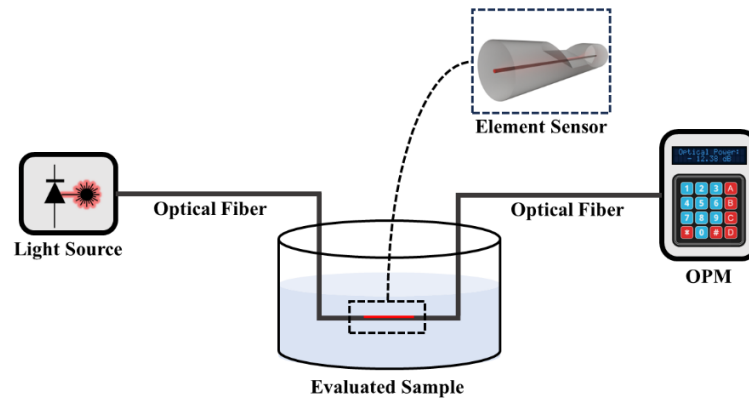 Element Sensor
Optical Power:
- 12.38 dB
1 2 3 A
4 5 6 B
7 8 9 C
* 0 # D
Optical Fiber
Optical Fiber
Light Source
OPM
Evaluated Sample